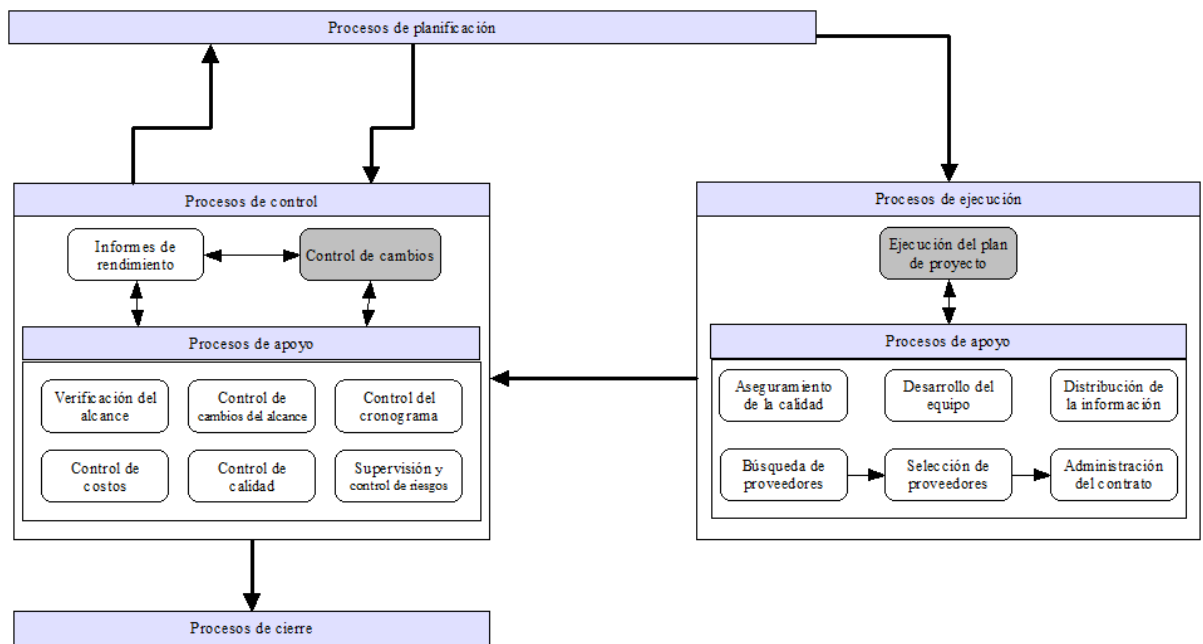 Procesos de planificación
Procesos de control
Informes de
rendimiento
Control de cambios
Procesos de apoyo
Verificación del
alcance
Control de
cambios del alcance
Control del
cronograma
Control de
costos
Control de
calidad
Supervisión y
control de riesgos
Procesos de ejecución
Ejecución del plan
de proyecto
Procesos de apoyo
Aseguramiento
de la calidad
Desarrollo del
equipo
Distribución de
la información
Búsqueda de
proveedores
Selección de
proveedores
Administración
del contrato
Procesos de cierre